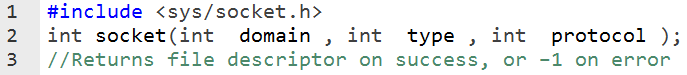 1 #include <sys/socket.h>
2 int socket(int  domain , int  type , int  protocol );
3 //Returns file descriptor on success, or –1 on error